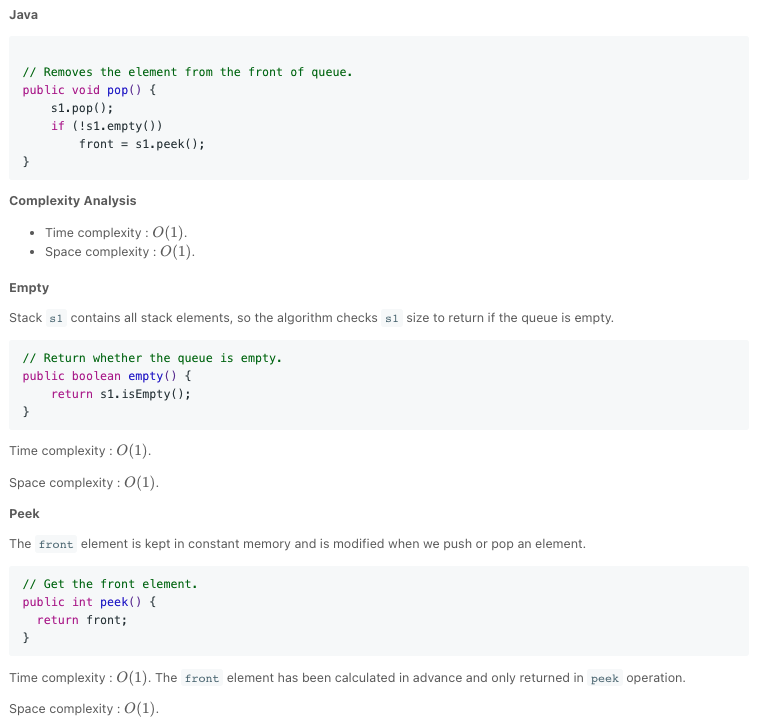 Java
// Removes the element from the front of queue.
public void pop() {
    s1.pop();
    if (!s1.empty())
        front = s1.peek();
}
Complexity Analysis
• Time complexity : O(1).
• Space complexity : O(1).
Empty
Stack s1 contains all stack elements, so the algorithm checks s1 size to return if the queue is empty.
// Return whether the queue is empty.
public boolean empty() {
    return s1.isEmpty();
}
Time complexity : O(1).
Space complexity : O(1).
Peek
The front element is kept in constant memory and is modified when we push or pop an element.
// Get the front element.
public int peek() {
  return front;
}
Time complexity : O(1). The front element has been calculated in advance and only returned in peek operation.
Space complexity : O(1).